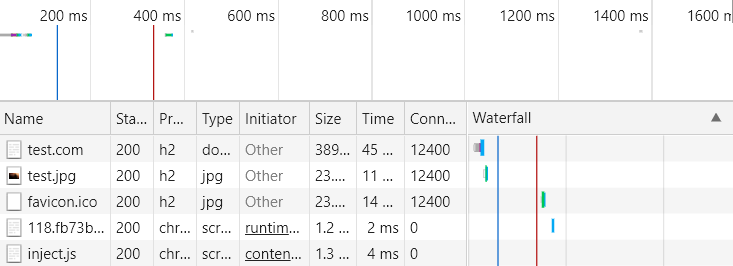 200 ms 400 ms 600 ms 800 ms 1000 ms 1200 ms 1400 ms 1600 m
Name Sta... Pr... Type Initiator Size Time Conn... Waterfall
test.com 200 h2 do... Other 389... 45 ... 12400
test.jpg 200 h2 jpg Other 23.... 11 ... 12400
favicon.ico 200 h2 jpg Other 23.... 14 ... 12400
118.fb73b... 200 chr... scr... runtim... 1.2 ... 2 ms 0
inject.js 200 chr... scr... conten... 1.3 ... 4 ms 0